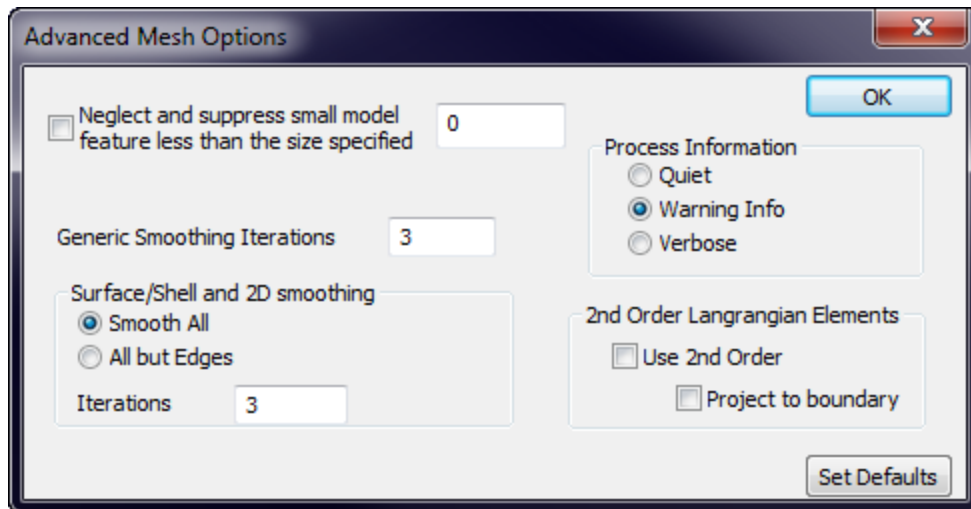 Advanced Mesh Options
OK
Neglect and suppress small model
feature less than the size specified
0
Process Information
Quiet
Warning Info
Verbose
Generic Smoothing Iterations
3
Surface/Shell and 2D smoothing
Smooth All
All but Edges
Iterations
3
2nd Order Langrangian Elements
Use 2nd Order
Project to boundary
Set Defaults